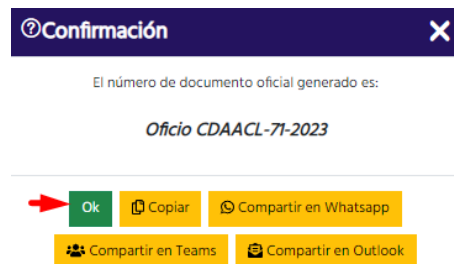 Confirmación
El número de documento oficial generado es:
Oficio CDAACL-71-2023
Ok
Copiar
Compartir en Whatsapp
Compartir en Teams
Compartir en Outlook